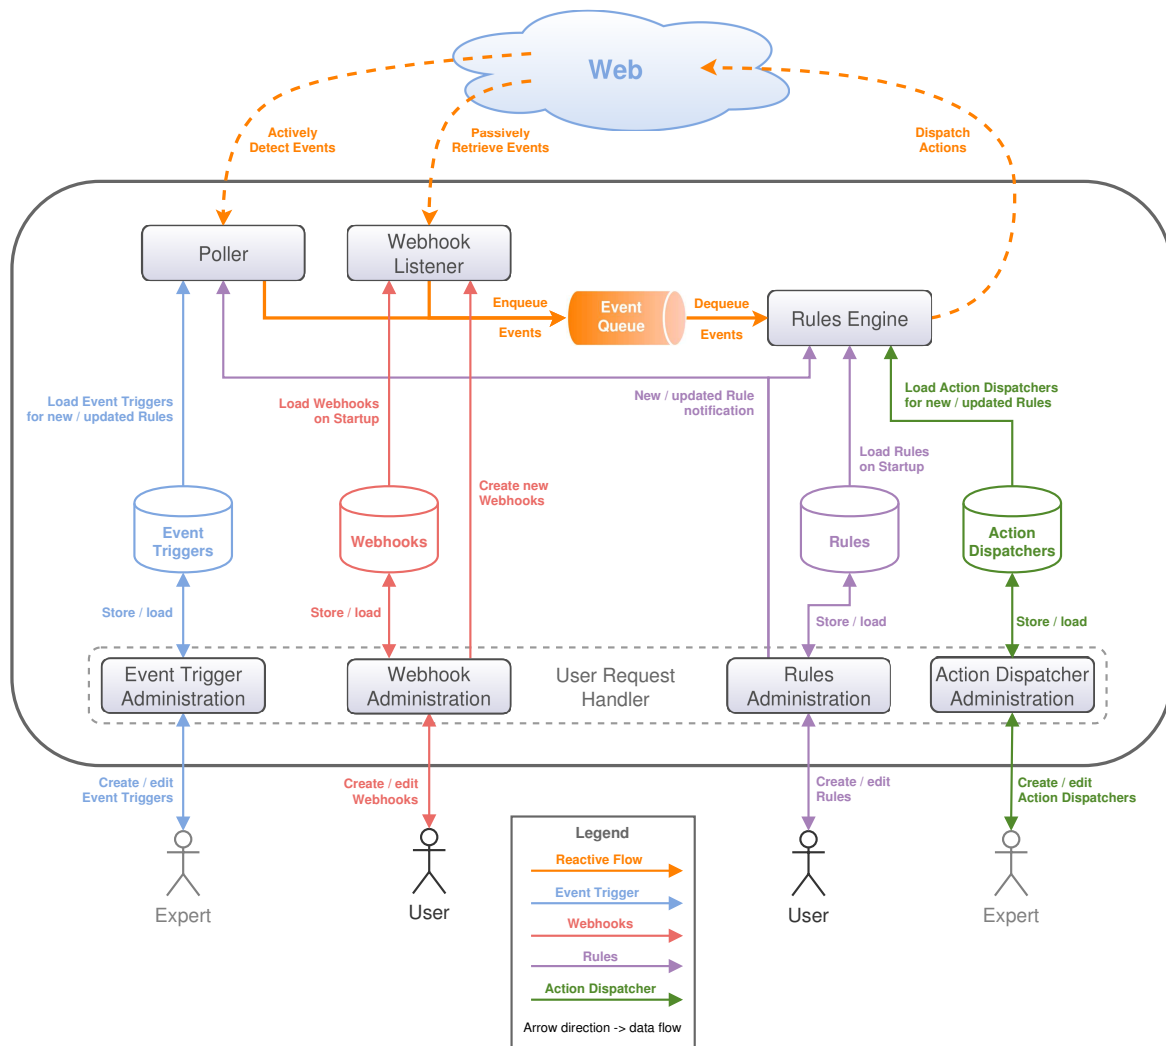 Web
Actively
Detect Events
Passively
Retrieve Events
Dispatch
Actions
Poller
Webhook
Listener
Enqueue
Events
Event
Queue
Dequeue
Events
Rules Engine
Load Event Triggers
for new / updated Rules
Load Webhooks
on Startup
New / updated Rule
notification
Load Action Dispatchers
for new / updated Rules
Create new
Webhooks
Load Rules
on Startup
Event
Triggers
Webhooks
Rules
Action
Dispatchers
Store / load
Store / load
Store / load
Store / load
Event Trigger
Administration
Webhook
Administration
User Request
Handler
Rules
Administration
Action Dispatcher
Administration
Create / edit
Event Triggers
Create / edit
Webhooks
Create / edit
Rules
Create / edit
Action Dispatchers
Expert
User
User
Expert
Legend
Reactive Flow
Event Trigger
Webhooks
Rules
Action Dispatcher
Arrow direction -> data flow